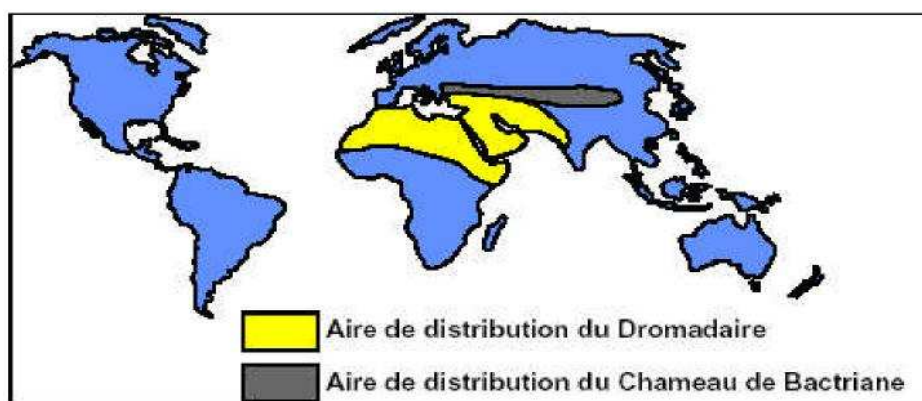 Aire de distribution du Dromadaire
Aire de distribution du Chameau de Bactriane